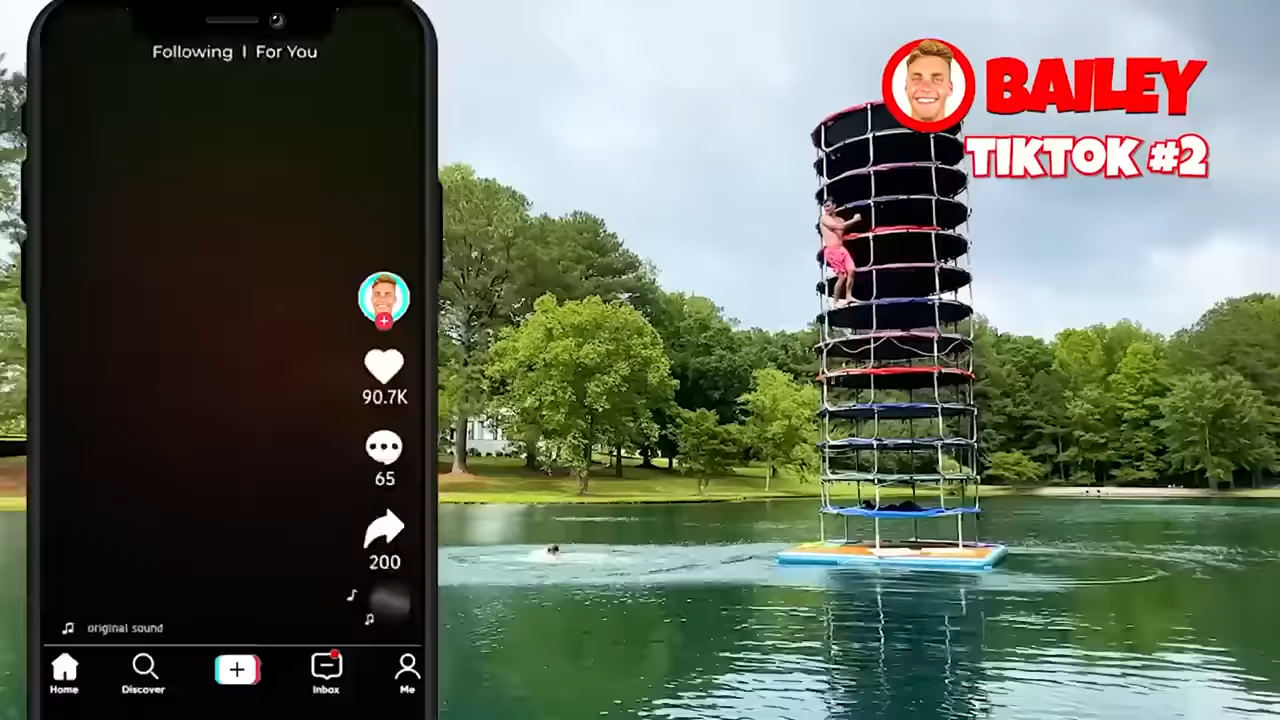 Following | For You
BAILEY
TIKTOK #2
90.7K
65
200
original sound
Home
Discover
Inbox
Me